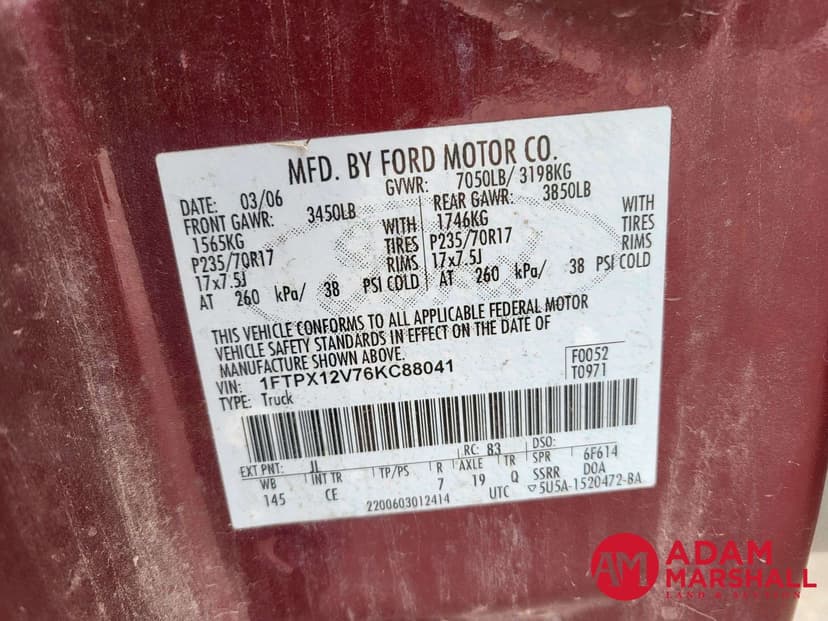 MFD. BY FORD MOTOR CO.
DATE: 03/06 GVWR: 7050LB/ 3198KG
FRONT GAWR: 3450LB REAR GAWR: 3850LB
1565KG WITH 1746KG WITH
P235/70R17 TIRES P235/70R17 TIRES
17x7.5J RIMS 17x7.5J RIMS
AT 260 kPa/ 38 PSI COLD AT 260 kPa/ 38 PSI COLD
THIS VEHICLE CONFORMS TO ALL APPLICABLE FEDERAL MOTOR
VEHICLE SAFETY STANDARDS IN EFFECT ON THE DATE OF
MANUFACTURE SHOWN ABOVE.
VIN: 1FTPX12V76KC88041 F0052
TYPE: Truck T0971
EXT PNT: JL RC: 83 DSO:
WB INT TR TP/PS R AXLE TR SPR 6F614
145 CE 7 19 Q SSRR DOA
2200603012414 UTC ▽5U5A-1520472-BA
AM ADAM
MARSHALL
LAND & AUCTION